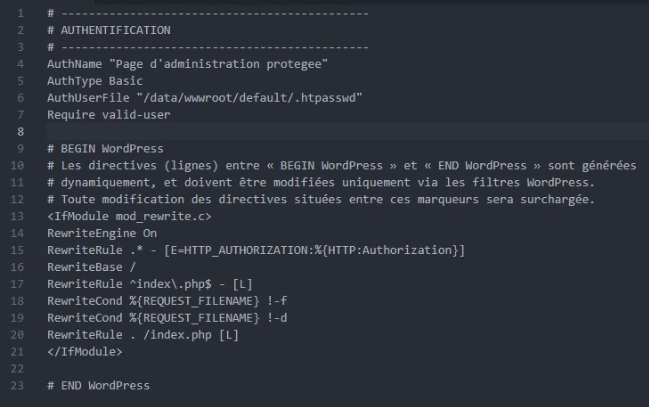 1 # ---------------------------------------------
2 # AUTHENTIFICATION
3 # ---------------------------------------------
4 AuthName "Page d'administration protegee"
5 AuthType Basic
6 AuthUserFile "/data/wwwroot/default/.htpasswd"
7 Require valid-user
8
9 # BEGIN WordPress
10 # Les directives (lignes) entre « BEGIN WordPress » et « END WordPress » sont générées
11 # dynamiquement, et doivent être modifiées uniquement via les filtres WordPress.
12 # Toute modification des directives situées entre ces marqueurs sera surchargée.
13 <IfModule mod_rewrite.c>
14 RewriteEngine On
15 RewriteRule .* - [E=HTTP_AUTHORIZATION:%{HTTP:Authorization}]
16 RewriteBase /
17 RewriteRule ^index\.php$ - [L]
18 RewriteCond %{REQUEST_FILENAME} !-f
19 RewriteCond %{REQUEST_FILENAME} !-d
20 RewriteRule . /index.php [L]
21 </IfModule>
22
23 # END WordPress